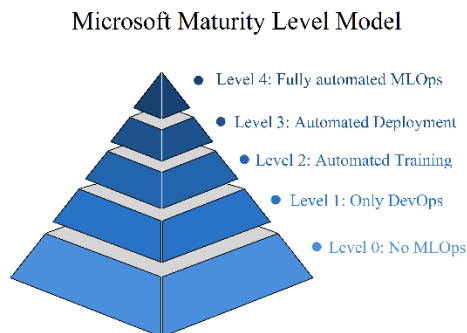 Microsoft Maturity Level Model
Level 4: Fully automated MLOps
Level 3: Automated Deployment
Level 2: Automated Training
Level 1: Only DevOps
Level 0: No MLOps